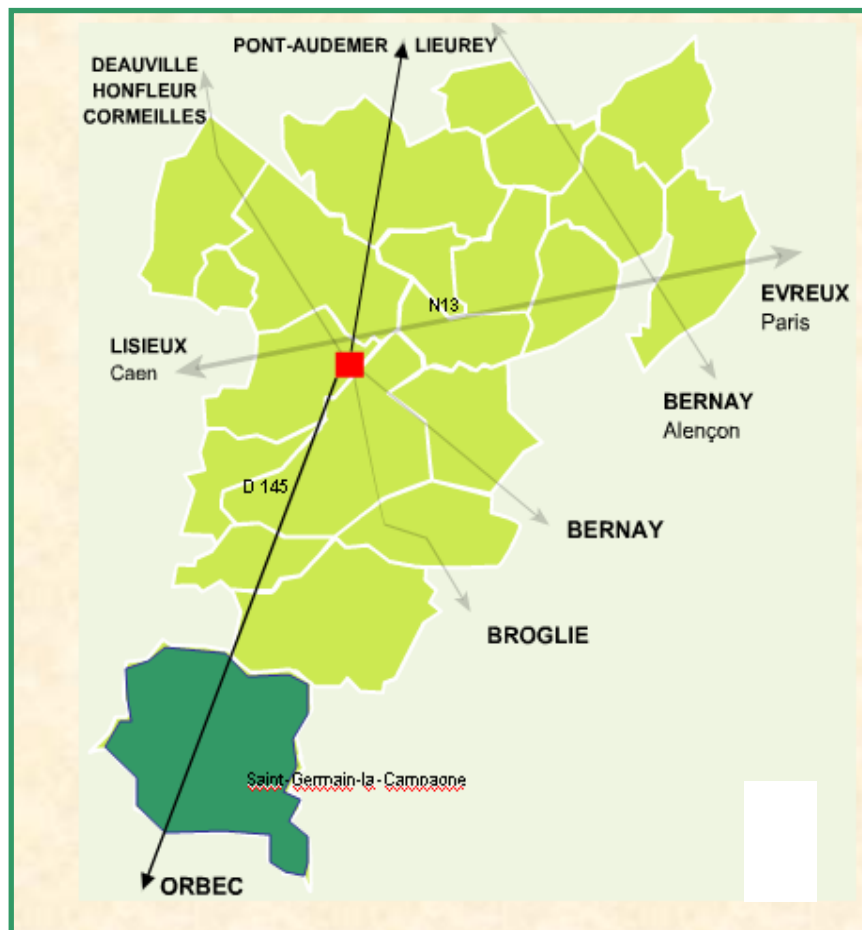 PONT-AUDEMER LIEUREY
DEAUVILLE
HONFLEUR
CORMEILLES
N13
EVREUX
Paris
LISIEUX
Caen
BERNAY
Alençon
D 145
BERNAY
BROGLIE
Saint-Germain-la-Campagne
ORBEC